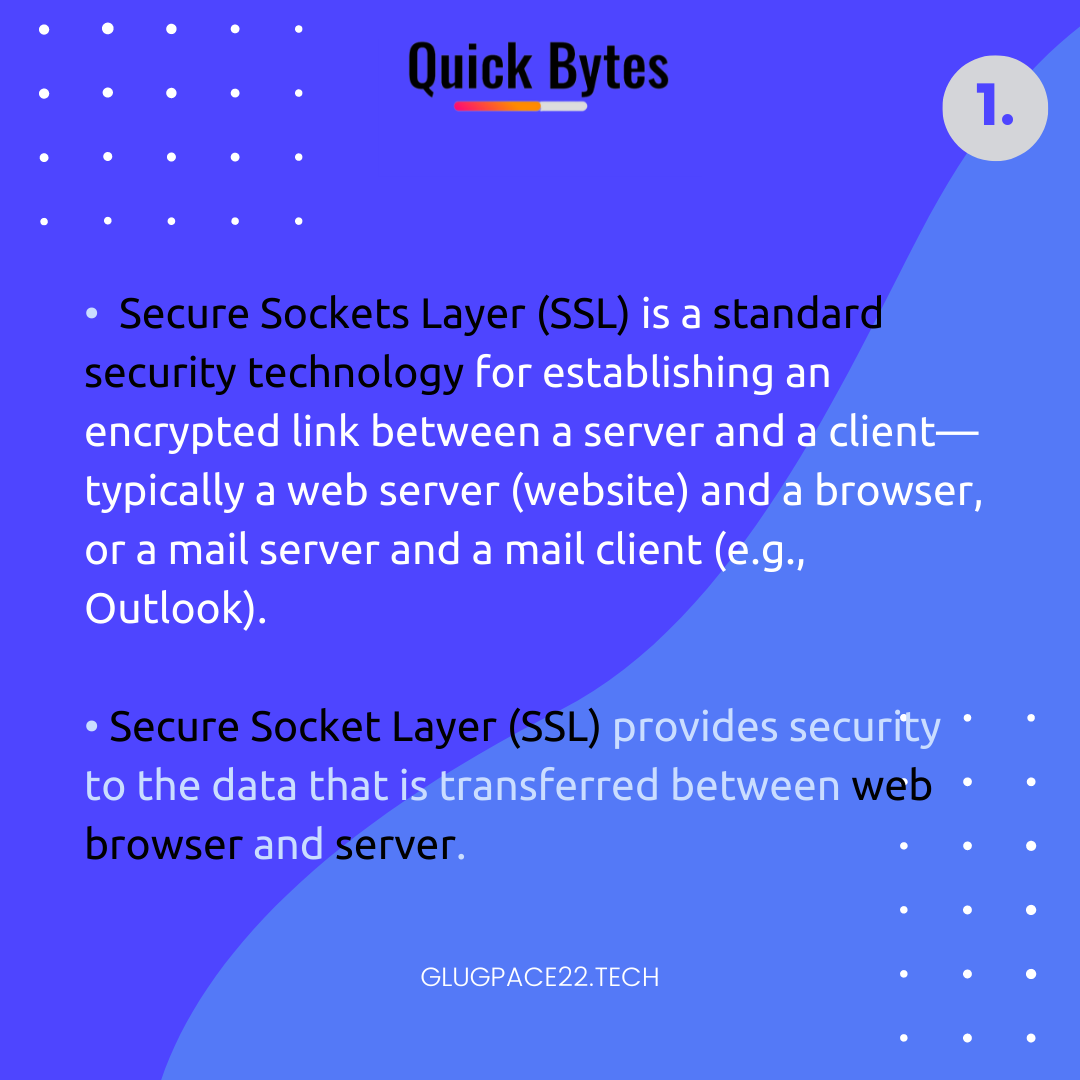 Quick Bytes
1.
• Secure Sockets Layer (SSL) is a standard
security technology for establishing an
encrypted link between a server and a client—
typically a web server (website) and a browser,
or a mail server and a mail client (e.g.,
Outlook).
• Secure Socket Layer (SSL) provides security
to the data that is transferred between web
browser and server.
GLUGPACE22.TECH